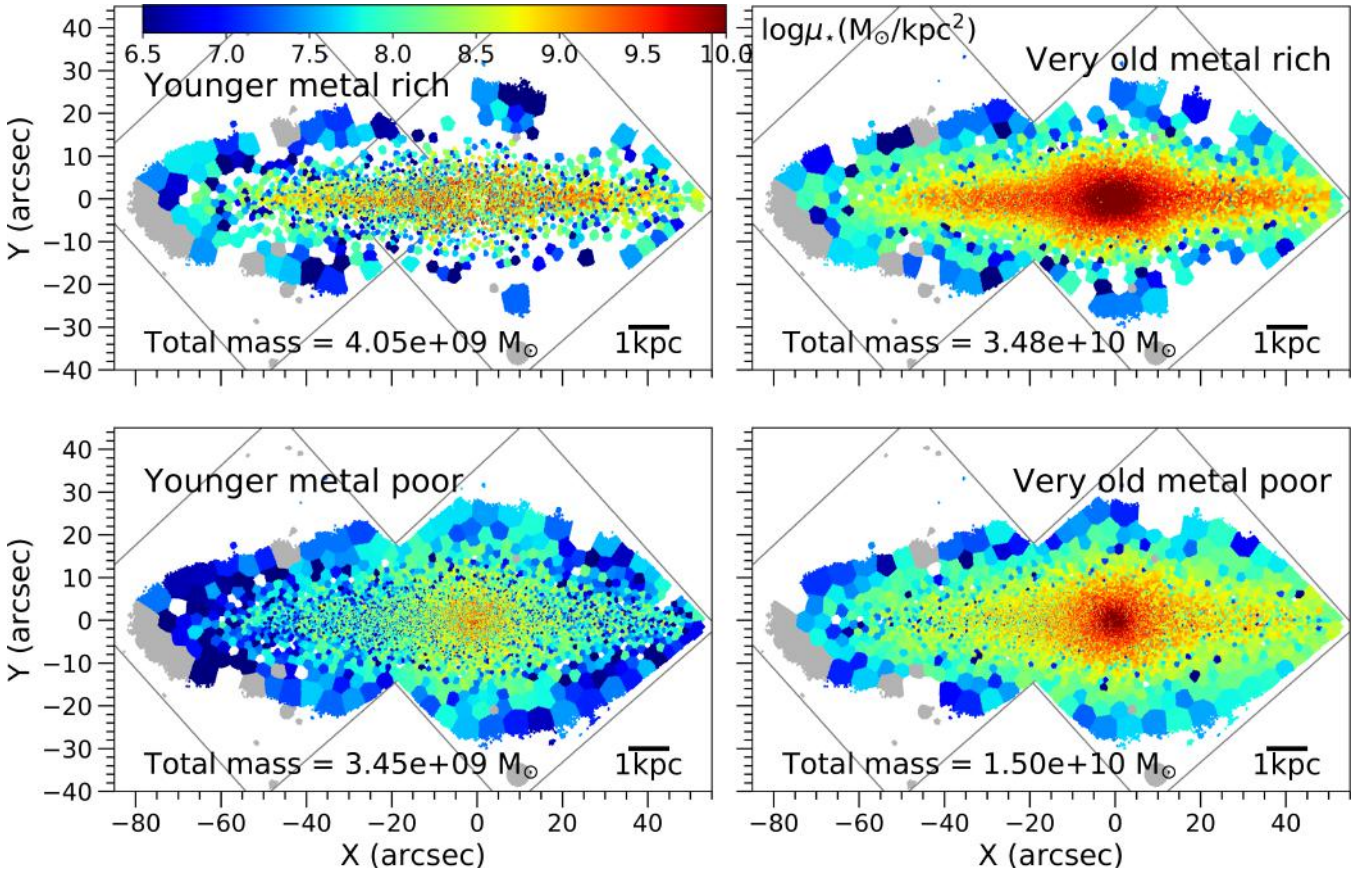 6.5 7.0 7.5 8.0 8.5 9.0 9.5 10.0
logμ⋆(M⊙/kpc²)
Younger metal rich
Very old metal rich
Y (arcsec)
40
30
20
10
0
−10
−20
−30
−40
Total mass = 4.05e+09 M⊙
1kpc
Total mass = 3.48e+10 M⊙
1kpc
Younger metal poor
Very old metal poor
Y (arcsec)
40
30
20
10
0
−10
−20
−30
−40
Total mass = 3.45e+09 M⊙
1kpc
Total mass = 1.50e+10 M⊙
1kpc
−80 −60 −40 −20 0 20 40
−80 −60 −40 −20 0 20 40
X (arcsec)
X (arcsec)